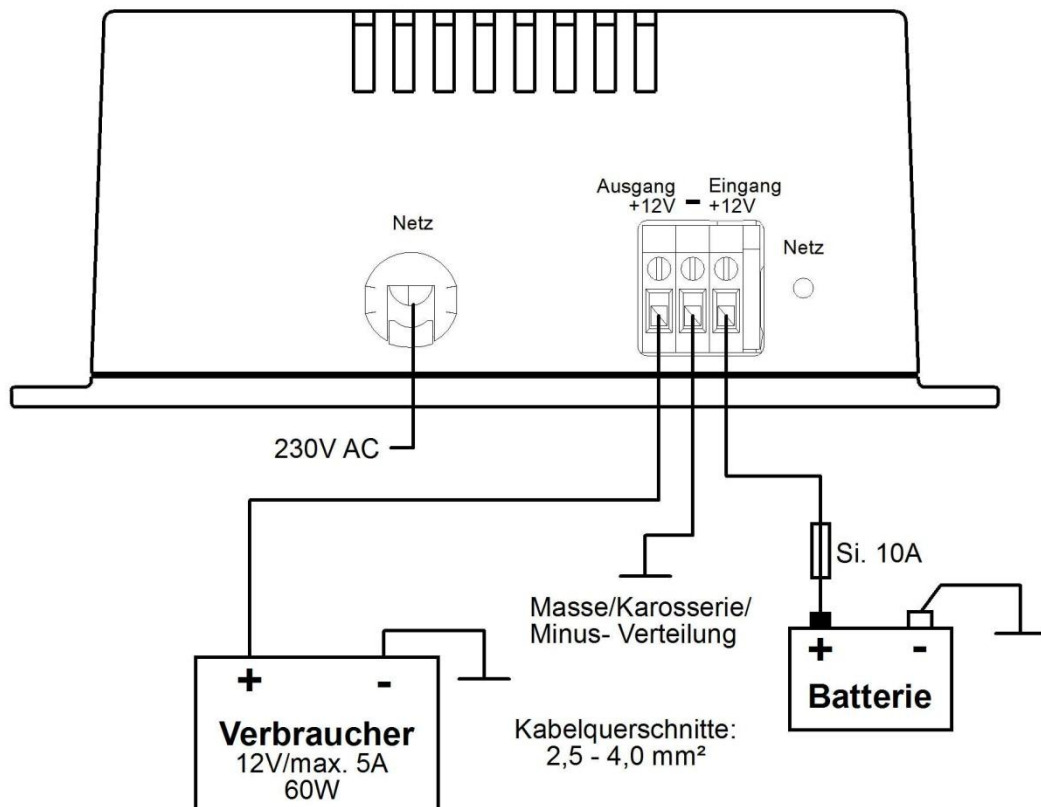 Ausgang - Eingang
+12V +12V
Netz
Netz
230V AC
Si. 10A
Masse/Karosserie/
Minus- Verteilung
+ -
Verbraucher
12V/max. 5A
60W
Kabelquerschnitte:
2,5 - 4,0 mm²
+ -
Batterie